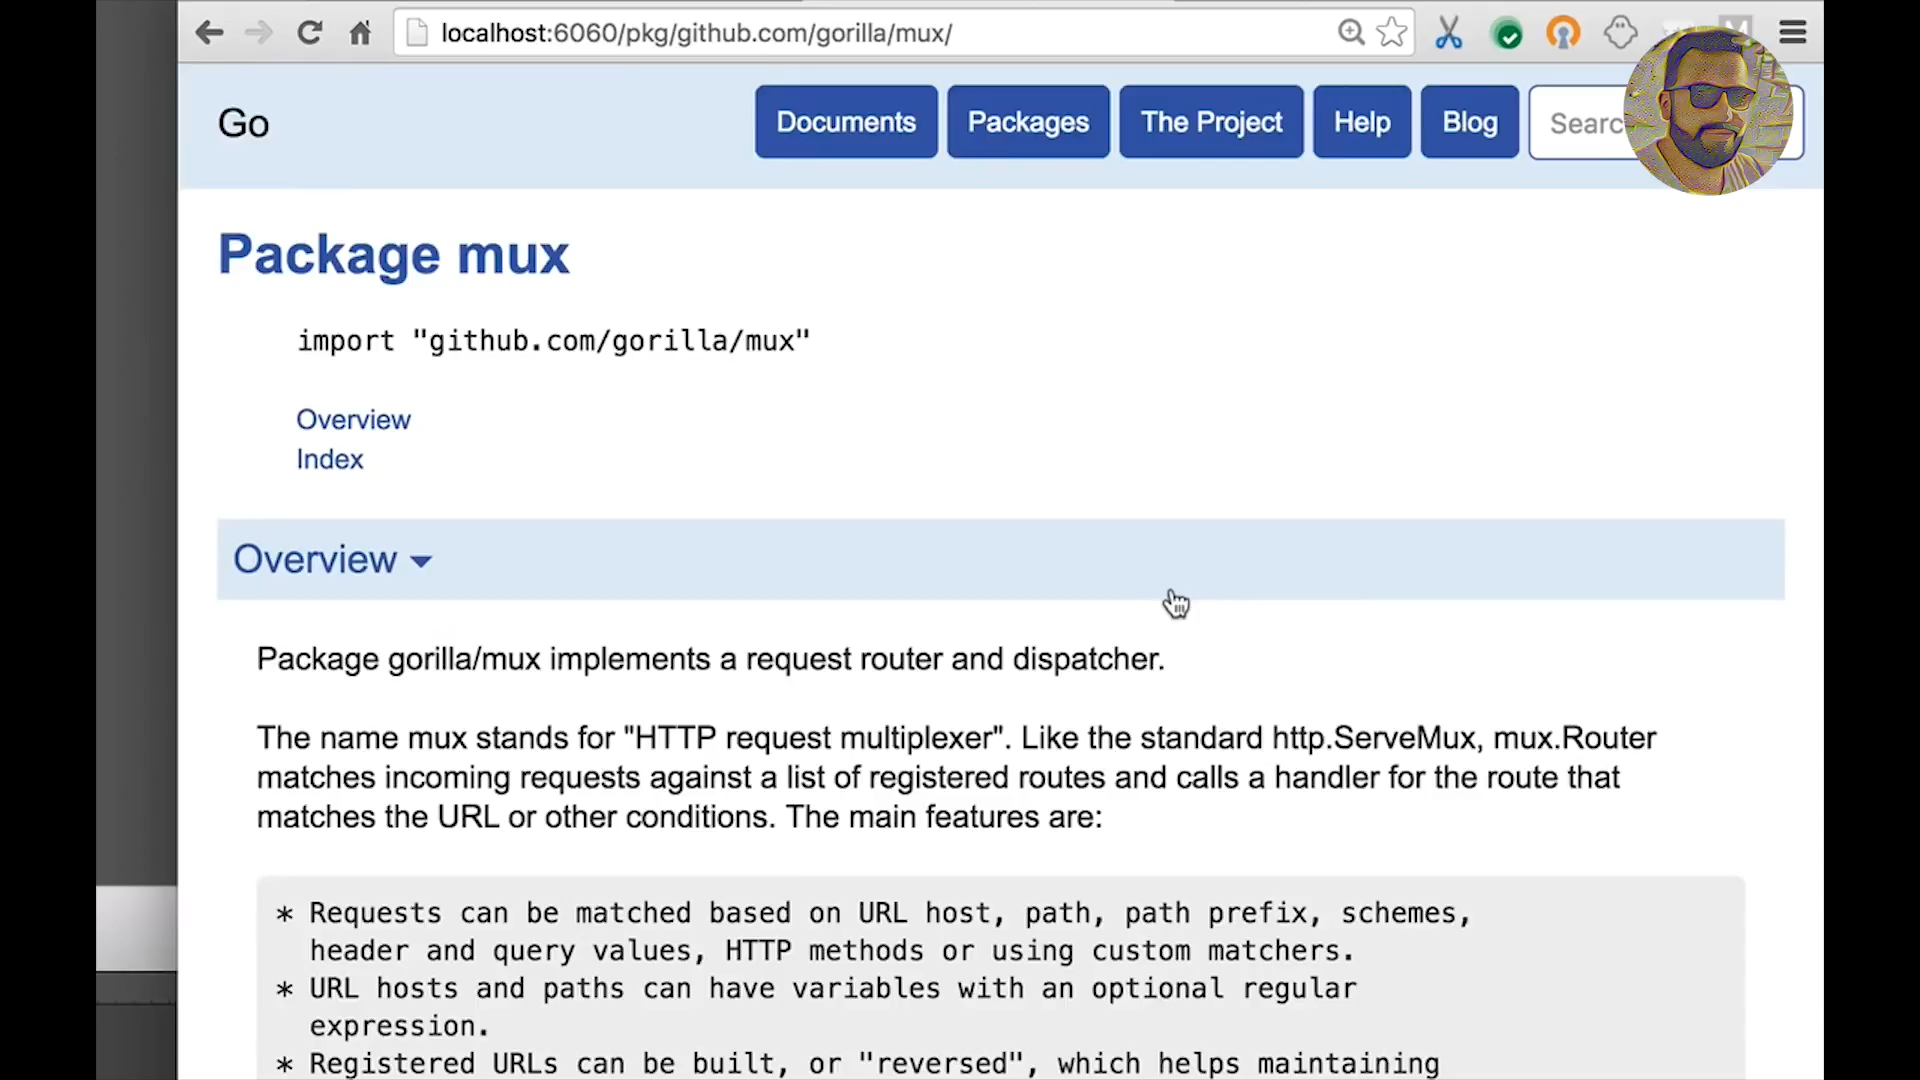 localhost:6060/pkg/github.com/gorilla/mux/
Go
Documents
Packages
The Project
Help
Blog
Package mux
import "github.com/gorilla/mux"
Overview
Index
Overview
Package gorilla/mux implements a request router and dispatcher.
The name mux stands for "HTTP request multiplexer". Like the standard http.ServeMux, mux.Router
matches incoming requests against a list of registered routes and calls a handler for the route that
matches the URL or other conditions. The main features are:
* Requests can be matched based on URL host, path, path prefix, schemes,
header and query values, HTTP methods or using custom matchers.
* URL hosts and paths can have variables with an optional regular
expression.
* Registered URLs can be built, or "reversed", which helps maintaining